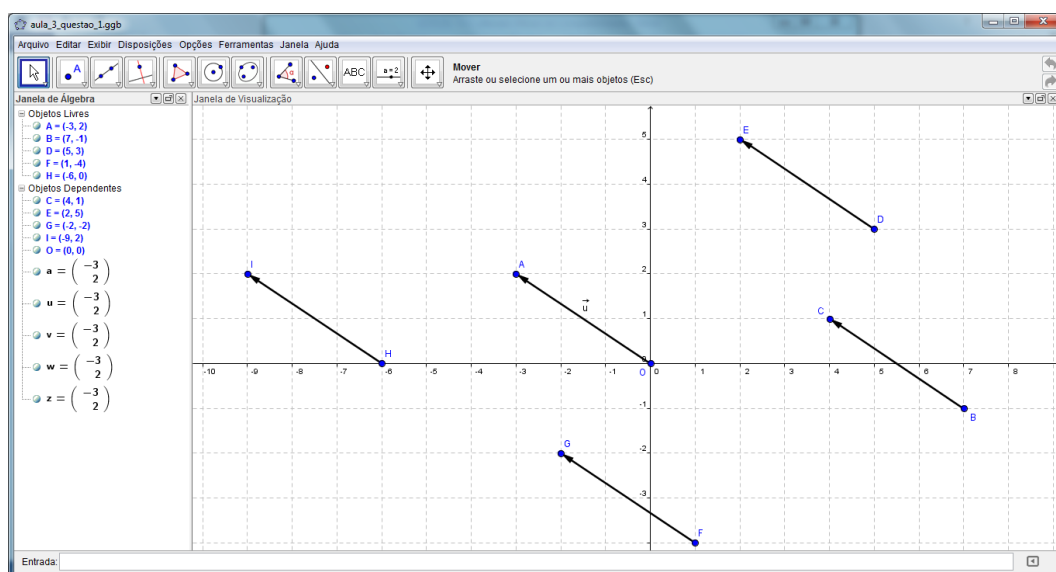 aula_3_questao_1.ggb
Arquivo Editar Exibir Disposições Opções Ferramentas Janela Ajuda
A
ABC
a=2
Mover
Arraste ou selecione um ou mais objetos (Esc)
Janela de Álgebra
Objetos Livres
A = (-3, 2)
B = (7, -1)
D = (5, 3)
F = (1, -4)
H = (-6, 0)
Objetos Dependentes
C = (4, 1)
E = (2, 5)
G = (-2, -2)
I = (-9, 2)
O = (0, 0)
a = ( -3
2 )
u = ( -3
2 )
v = ( -3
2 )
w = ( -3
2 )
z = ( -3
2 )
Janela de Visualização
5 E
4
3 D
I 2 A
u
1 C
H 0
O
-10 -9 -8 -7 -6 -5 -4 -3 -2 -1 0 1 2 3 4 5 6 7 8
-1 B
G -2
-3
F
Entrada: